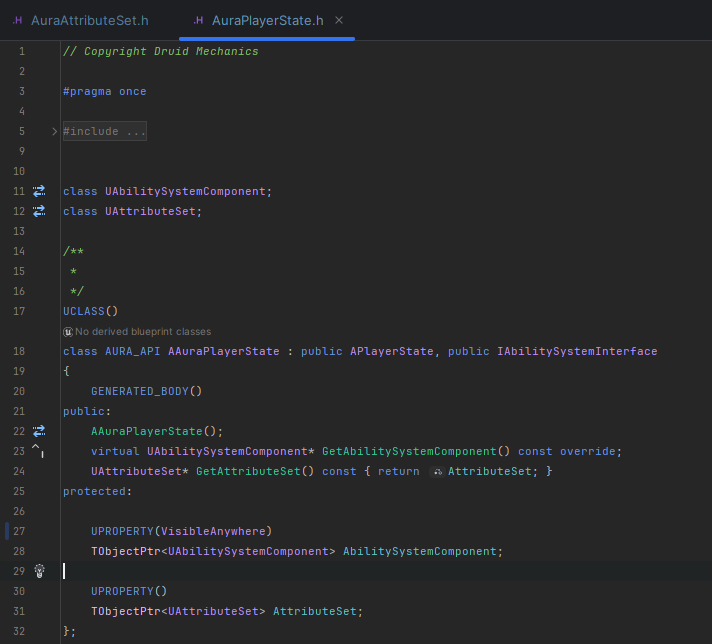 .H AuraAttributeSet.h .H AuraPlayerState.h
1 // Copyright Druid Mechanics
2
3 #pragma once
4
5 #include ...
9
10
11 class UAbilitySystemComponent;
12 class UAttributeSet;
13
14 /**
15 *
16 */
17 UCLASS()
No derived blueprint classes
18 class AURA_API AAuraPlayerState : public APlayerState, public IAbilitySystemInterface
19 {
20 GENERATED_BODY()
21 public:
22 AAuraPlayerState();
23 virtual UAbilitySystemComponent* GetAbilitySystemComponent() const override;
24 UAttributeSet* GetAttributeSet() const { return AttributeSet; }
25 protected:
26
27 UPROPERTY(VisibleAnywhere)
28 TObjectPtr<UAbilitySystemComponent> AbilitySystemComponent;
29
30 UPROPERTY()
31 TObjectPtr<UAttributeSet> AttributeSet;
32 };